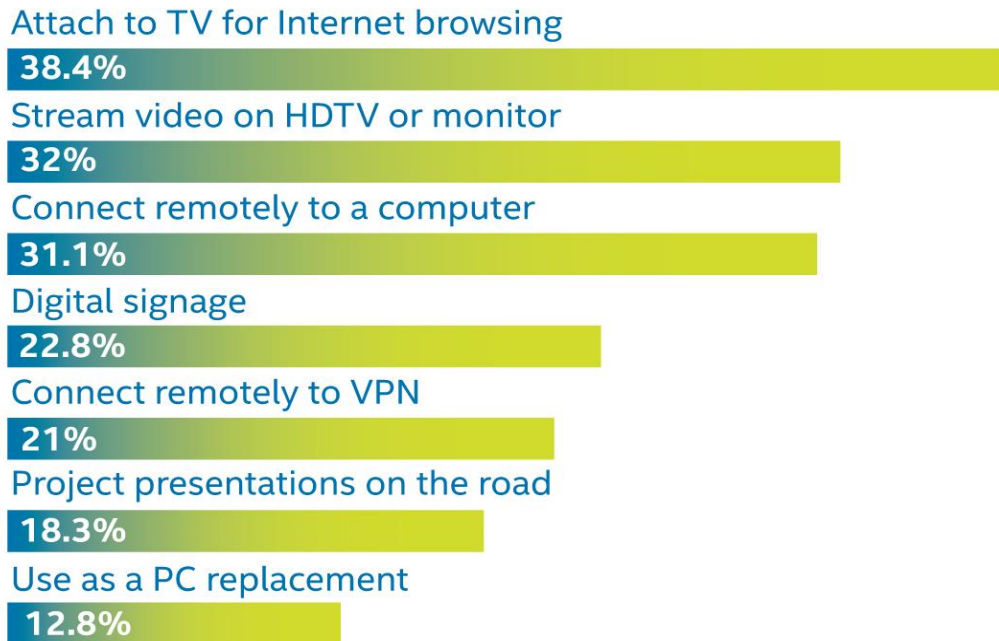 Attach to TV for Internet browsing
38.4%
Stream video on HDTV or monitor
32%
Connect remotely to a computer
31.1%
Digital signage
22.8%
Connect remotely to VPN
21%
Project presentations on the road
18.3%
Use as a PC replacement
12.8%